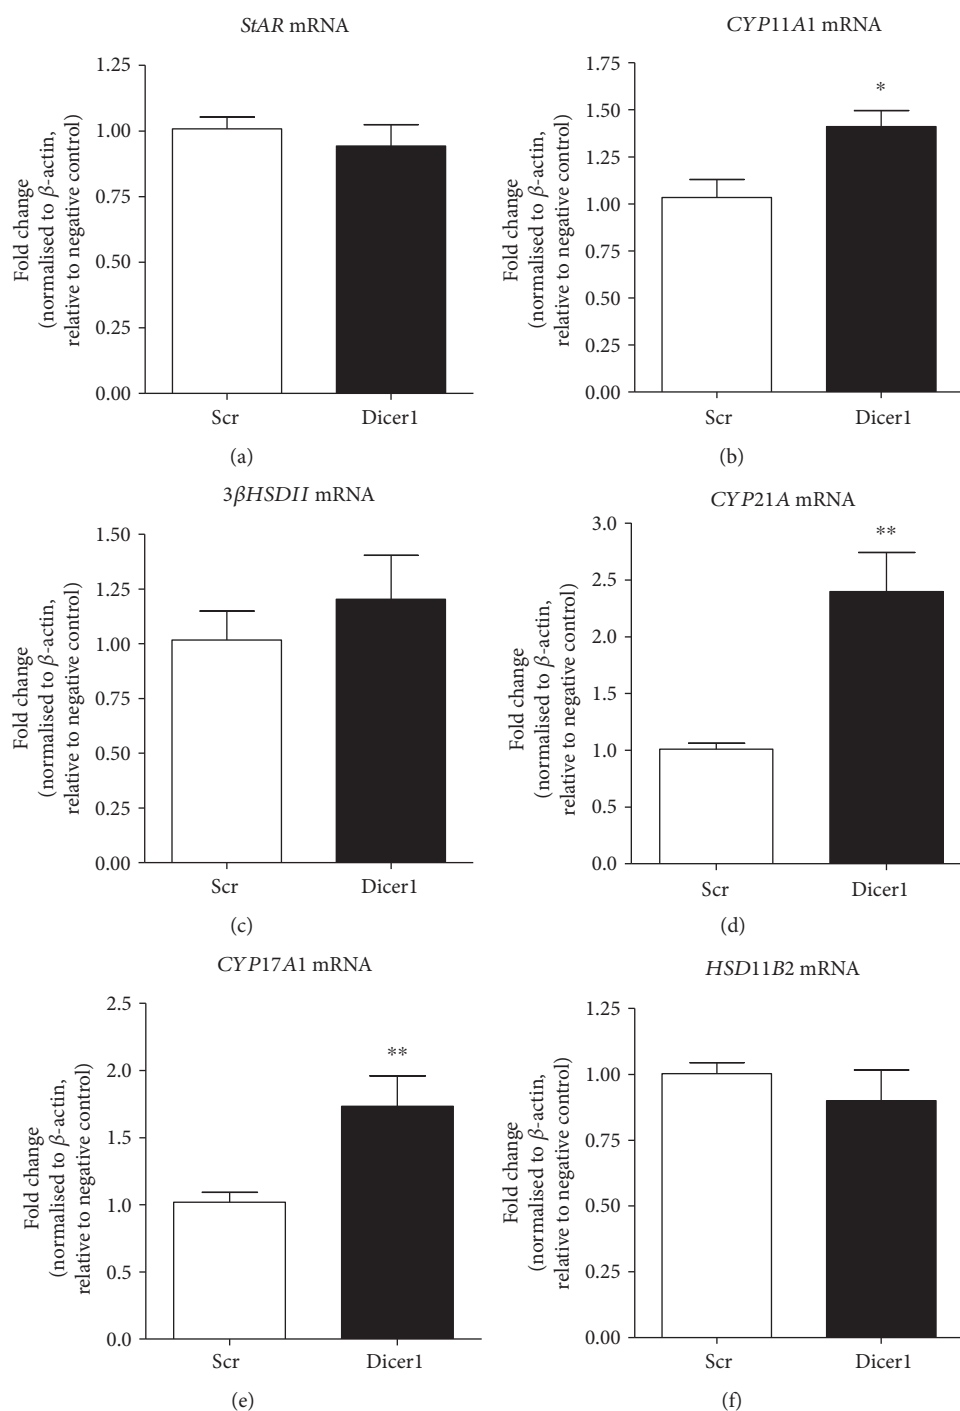 StAR mRNA
Fold change
(normalised to β-actin,
relative to negative control)
1.25
1.00
0.75
0.50
0.25
0.00
Scr
Dicer1
(a)
CYP11A1 mRNA
Fold change
(normalised to β-actin,
relative to negative control)
1.75
1.50
1.25
1.00
0.75
0.50
0.25
0.00
*
Scr
Dicer1
(b)
3βHSDII mRNA
Fold change
(normalised to β-actin,
relative to negative control)
1.50
1.25
1.00
0.75
0.50
0.25
0.00
Scr
Dicer1
(c)
CYP21A mRNA
Fold change
(normalised to β-actin,
relative to negative control)
3.0
2.5
2.0
1.5
1.0
0.5
0.0
**
Scr
Dicer1
(d)
CYP17A1 mRNA
Fold change
(normalised to β-actin,
relative to negative control)
2.5
2.0
1.5
1.0
0.5
0.0
**
Scr
Dicer1
(e)
HSD11B2 mRNA
Fold change
(normalised to β-actin,
relative to negative control)
1.25
1.00
0.75
0.50
0.25
0.00
Scr
Dicer1
(f)